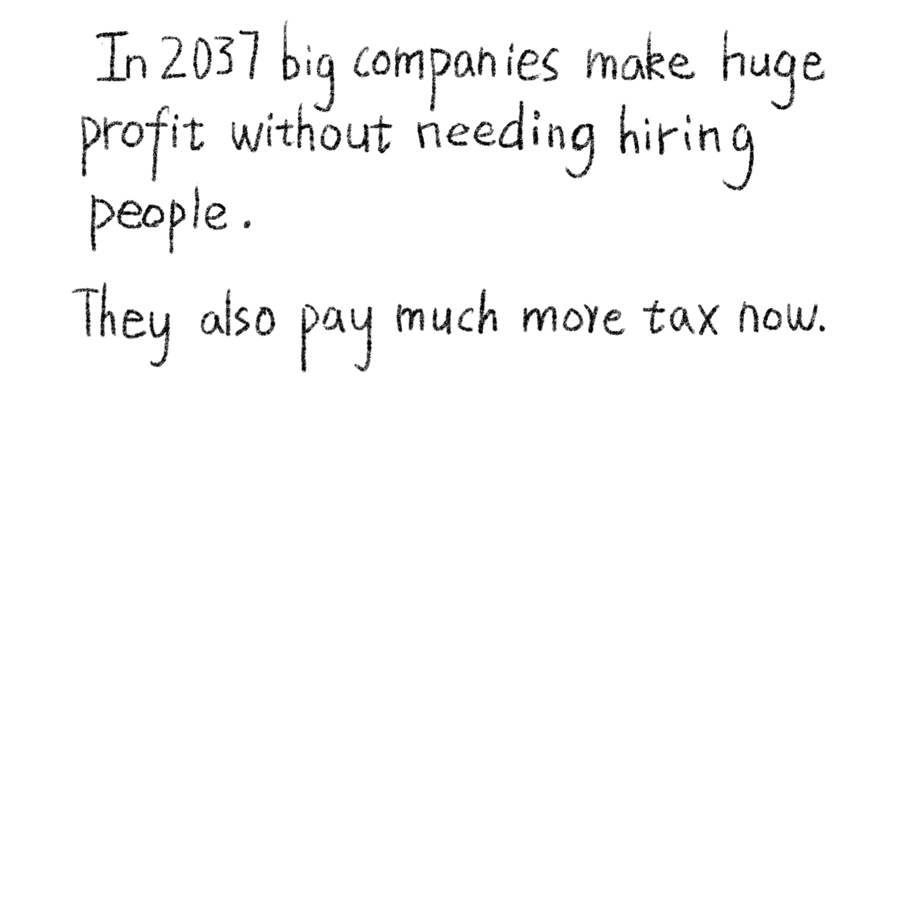 In 2037 big companies make huge
profit without needing hiring
people.
They also pay much more tax now.